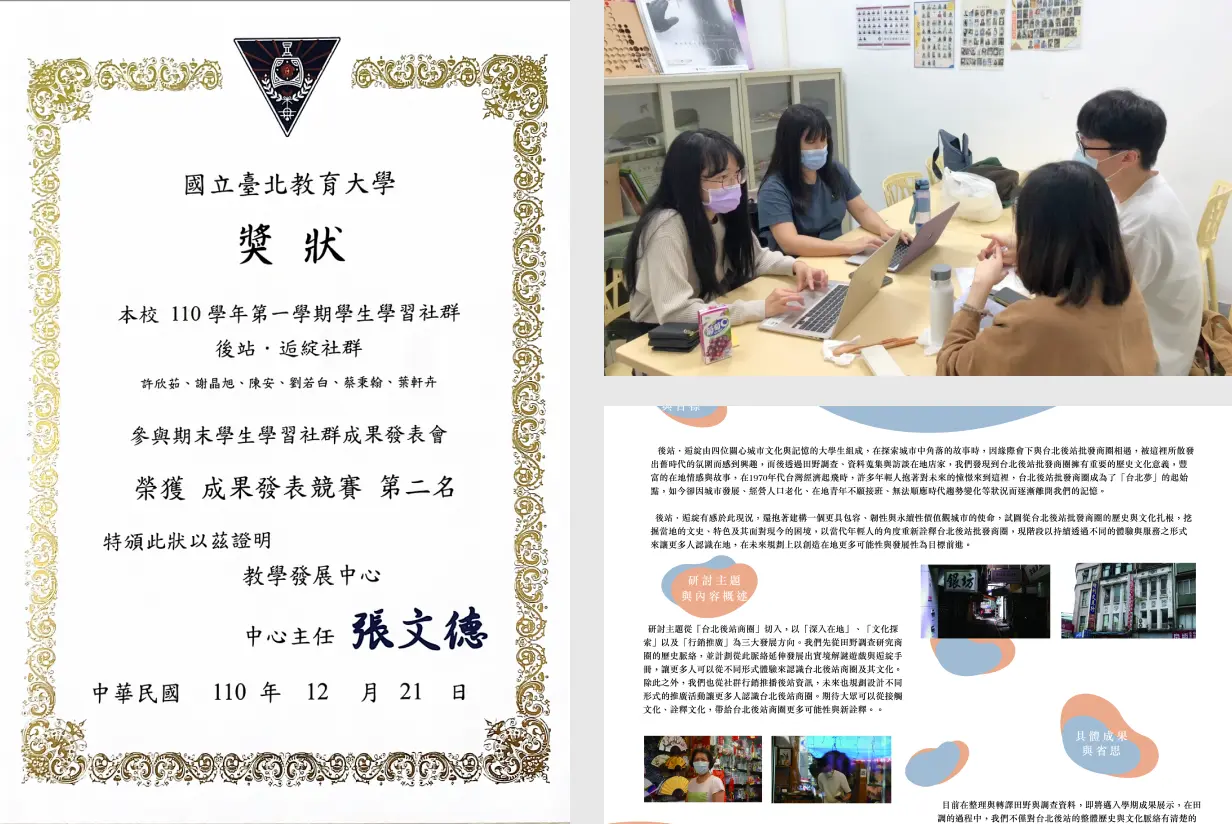 國立臺北教育大學
獎 狀
本校 110 學年第一學期學生學習社群
後站．逅綻社群
許欣茹、謝晶旭、陳安、劉若白、蔡秉翰、葉軒卉
參與期末學生學習社群成果發表會
榮獲 成果發表競賽 第二名
特頒此狀以茲證明
教學發展中心
中心主任 張文德
中華民國 110 年 12 月 21 日
與目標
後站．逅綻由四位關心城市文化與記憶的大學生組成，在探索城市中角落的故事時，因緣際會下與台北後站批發商圈相遇，被這裡所散發
出舊時代的氛圍而感到興趣，而後透過田野調查、資料蒐集與訪談在地店家，我們發現到台北後站批發商圈擁有重要的歷史文化意義，豐
富的在地情感與故事，在1970年代台灣經濟起飛時，許多年輕人抱著對未來的憧憬來到這裡，台北後站批發商圈成為了「台北夢」的起始
點，如今卻因城市發展、經營人口老化、在地青年不願接班、無法順應時代趨勢變化等狀況而逐漸離開我們的記憶。
後站．逅綻有感於此現況，還抱著建構一個更具包容、韌性與永續性價值觀城市的使命，試圖從台北後站批發商圈的歷史與文化扎根，挖
掘當地的文史、特色及其面對現今的困境，以當代年輕人的角度重新詮釋台北後站批發商圈，現階段以持續透過不同的體驗與服務之形式
來讓更多人認識在地，在未來規劃上以創造在地更多可能性與發展性為目標前進。
研討主題
與內容概述
銀坊
研討主題從「台北後站商圈」切入，以「深入在地」、「文化探
索」以及「行銷推廣」為三大發展方向。我們先從田野調查研究商
圈的歷史脈絡，並計劃從此脈絡延伸發展出實境解謎遊戲與逅綻手
冊，讓更多人可以從不同形式體驗來認識台北後站商圈及其文化。
除此之外，我們也從社群行銷推播後站資訊，未來也規劃設計不同
形式的推廣活動讓更多人認識台北後站商圈。期待大眾可以從接觸
文化、詮釋文化，帶給台北後站商圈更多可能性與新詮釋。。
具體成果
與省思
目前在整理與轉譯田野與調查資料，即將邁入學期成果展示，在田
調的過程中，我們不僅對台北後站的整體歷史與文化脈絡有清楚的